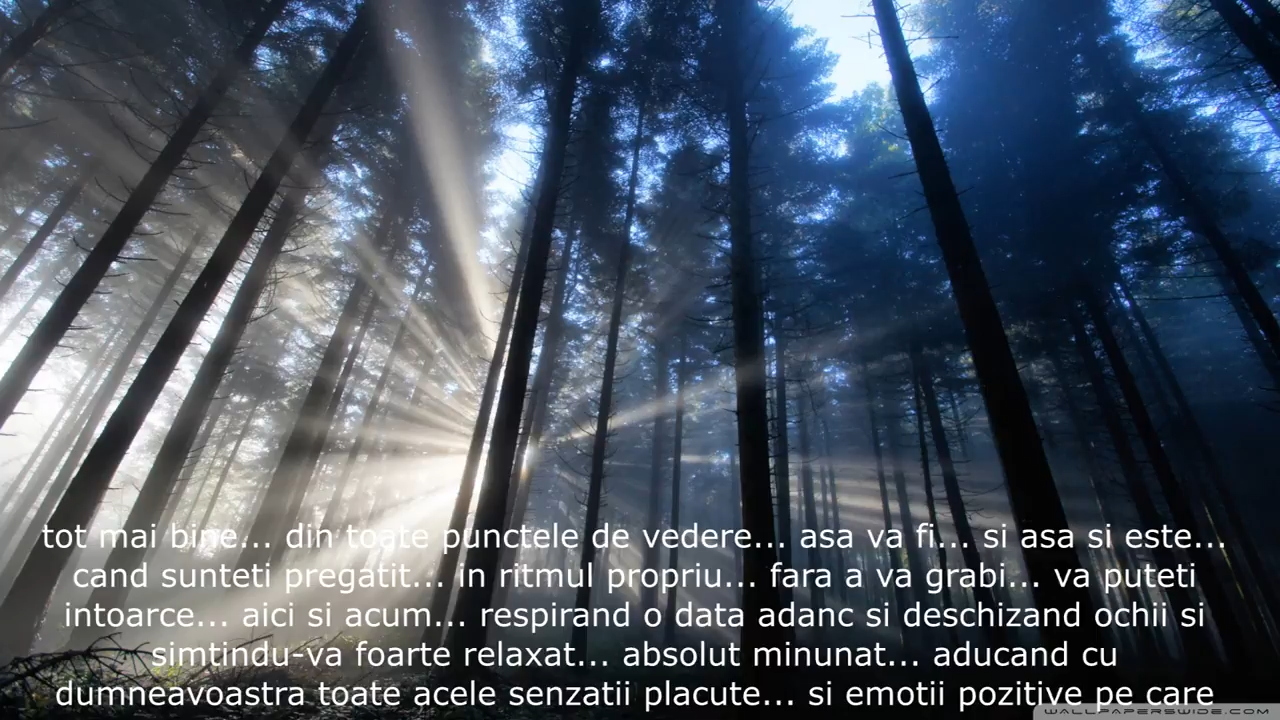 tot mai bine... din toate punctele de vedere... asa va fi... si asa si este...
cand sunteti pregatit... in ritmul propriu... fara a va grabi... va puteti
intoarce... aici si acum... respirand o data adanc si deschizand ochii si
simtindu-va foarte relaxat... absolut minunat... aducand cu
dumneavoastra toate acele senzatii placute... si emotii pozitive pe care
WALLPAPERSWIDE.COM